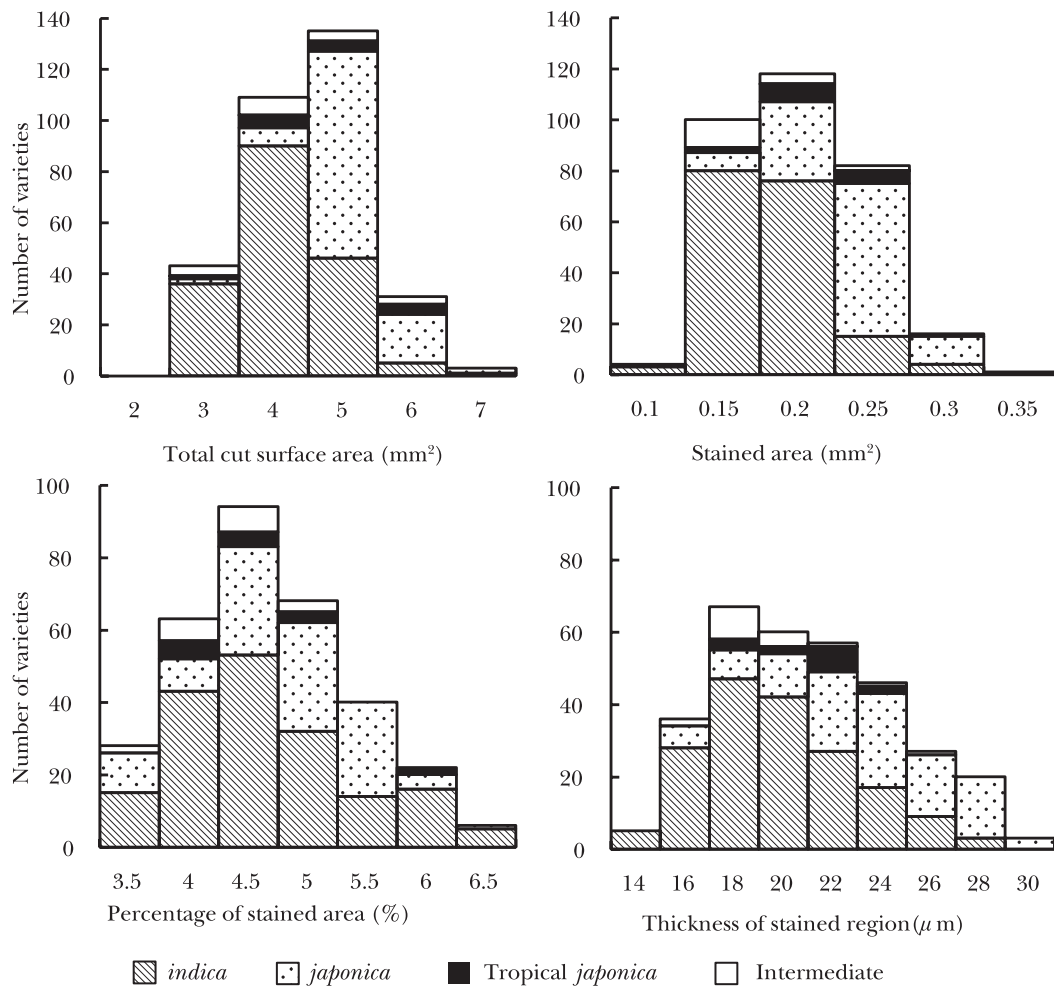 140
120
100
80
60
40
20
0
Number of varieties
2 3 4 5 6 7
Total cut surface area (mm²)
140
120
100
80
60
40
20
0
0.1 0.15 0.2 0.25 0.3 0.35
Stained area (mm²)
100
80
60
40
20
0
Number of varieties
3.5 4 4.5 5 5.5 6 6.5
Percentage of stained area (%)
100
80
60
40
20
0
14 16 18 20 22 24 26 28 30
Thickness of stained region(μ m)
indica japonica Tropical japonica Intermediate